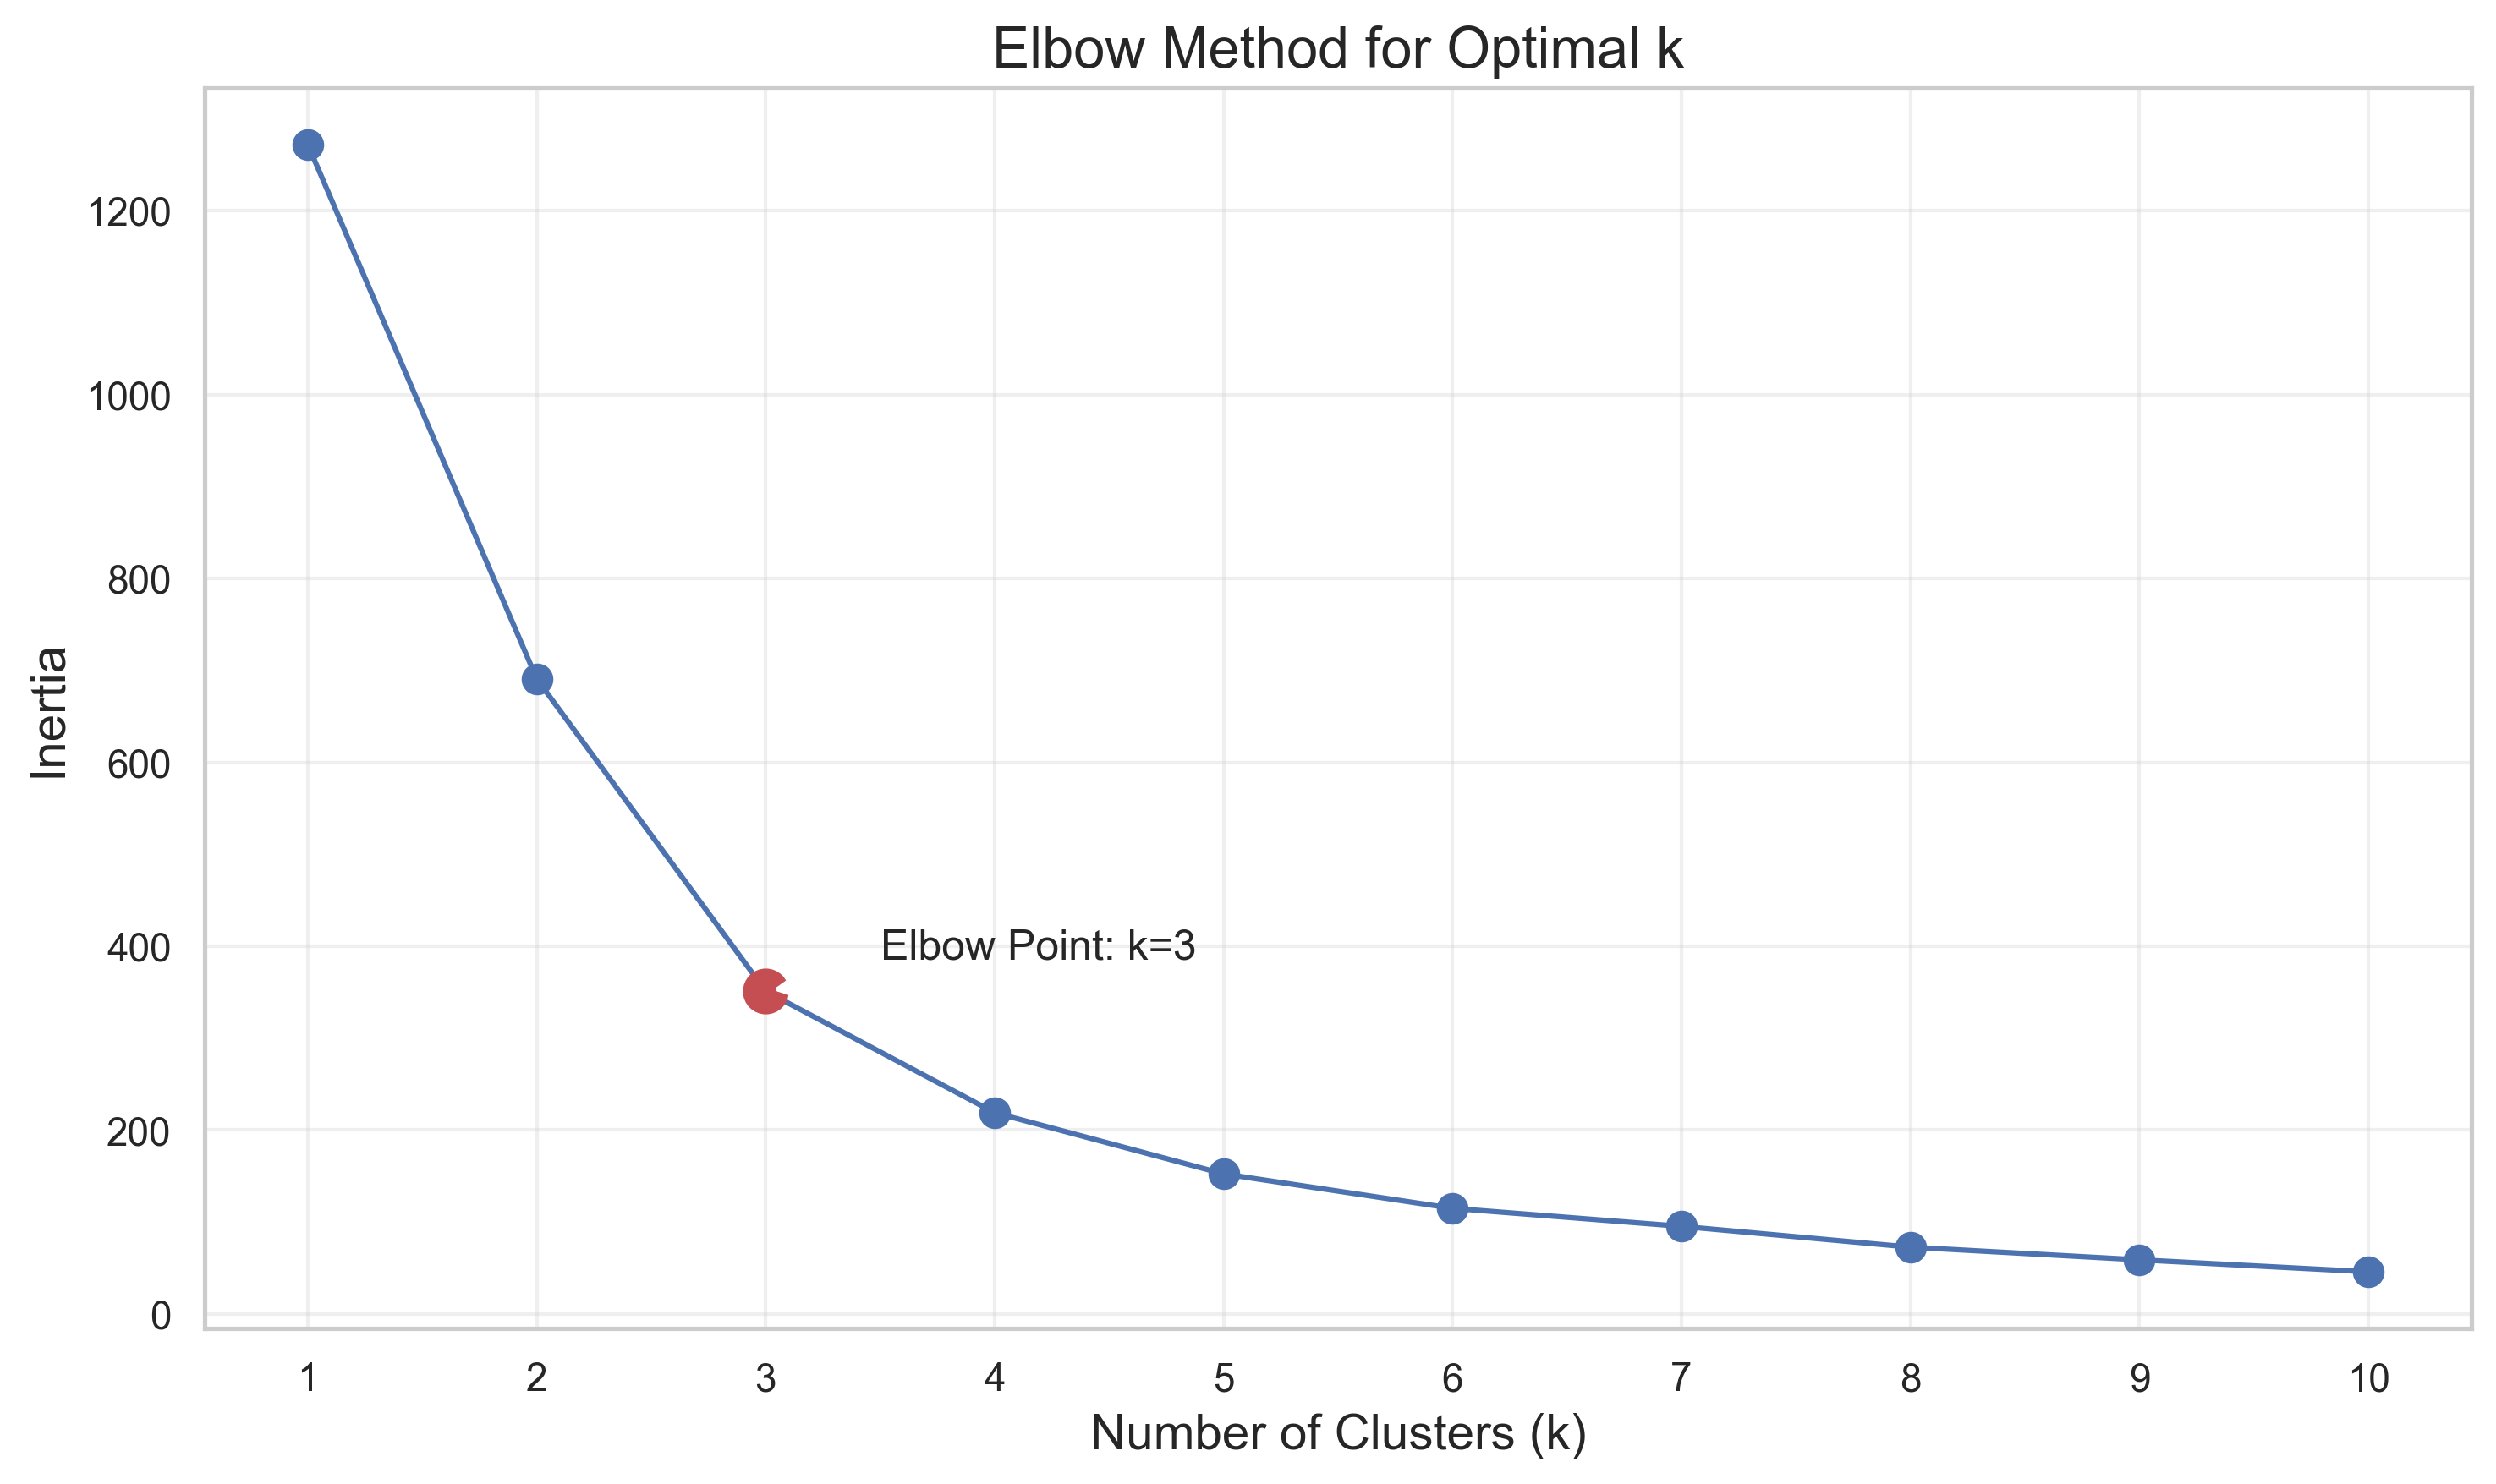 Elbow Method for Optimal k
1200
1000
800
600
400
200
0
Inertia
Elbow Point: k=3
1 2 3 4 5 6 7 8 9 10
Number of Clusters (k)